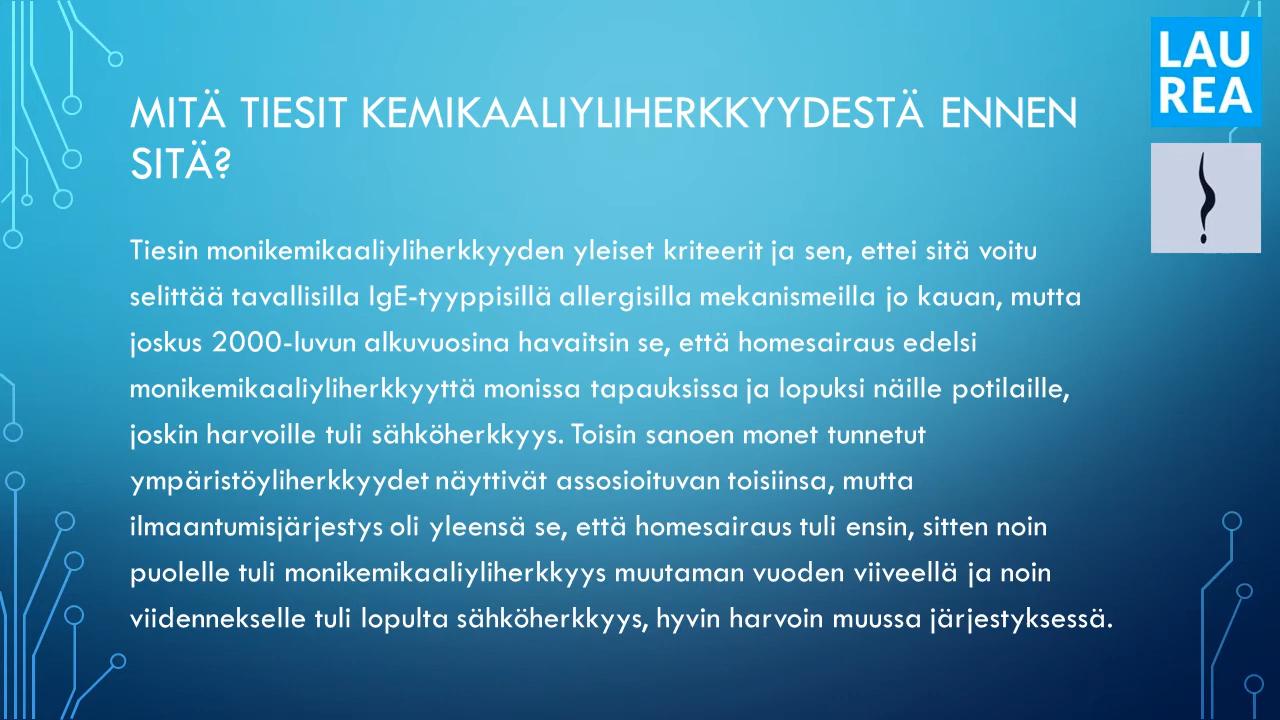 MITÄ TIESIT KEMIKAALIYLIHERKKYYDESTÄ ENNEN
SITÄ?
LAU
REA
Tiesin monikemikaaliyliherkkyyden yleiset kriteerit ja sen, ettei sitä voitu
selittää tavallisilla IgE-tyyppisillä allergisilla mekanismeilla jo kauan, mutta
joskus 2000-luvun alkuvuosina havaitsin se, että homesairaus edelsi
monikemikaaliyliherkkyyttä monissa tapauksissa ja lopuksi näille potilaille,
joskin harvoille tuli sähköherkkyys. Toisin sanoen monet tunnetut
ympäristöyliherkkyydet näyttivät assosioituvan toisiinsa, mutta
ilmaantumisjärjestys oli yleensä se, että homesairaus tuli ensin, sitten noin
puolelle tuli monikemikaaliyliherkkyys muutaman vuoden viiveellä ja noin
viidennekselle tuli lopulta sähköherkkyys, hyvin harvoin muussa järjestyksessä.